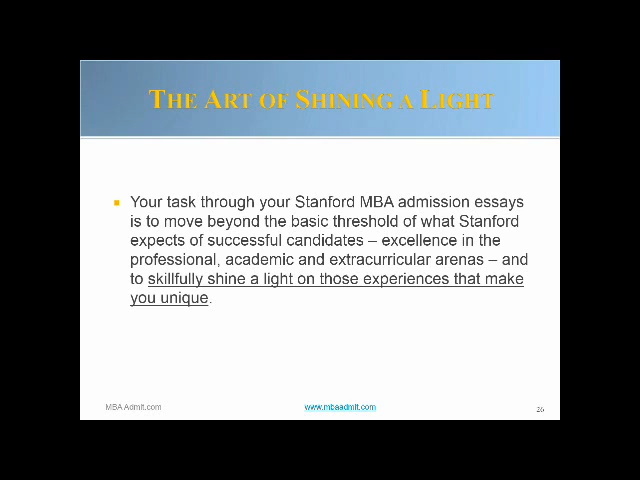 THE ART OF SHINING A LIGHT
Your task through your Stanford MBA admission essays
is to move beyond the basic threshold of what Stanford
expects of successful candidates – excellence in the
professional, academic and extracurricular arenas – and
to skillfully shine a light on those experiences that make
you unique.
MBA Admit.com www.mbaadmit.com 26